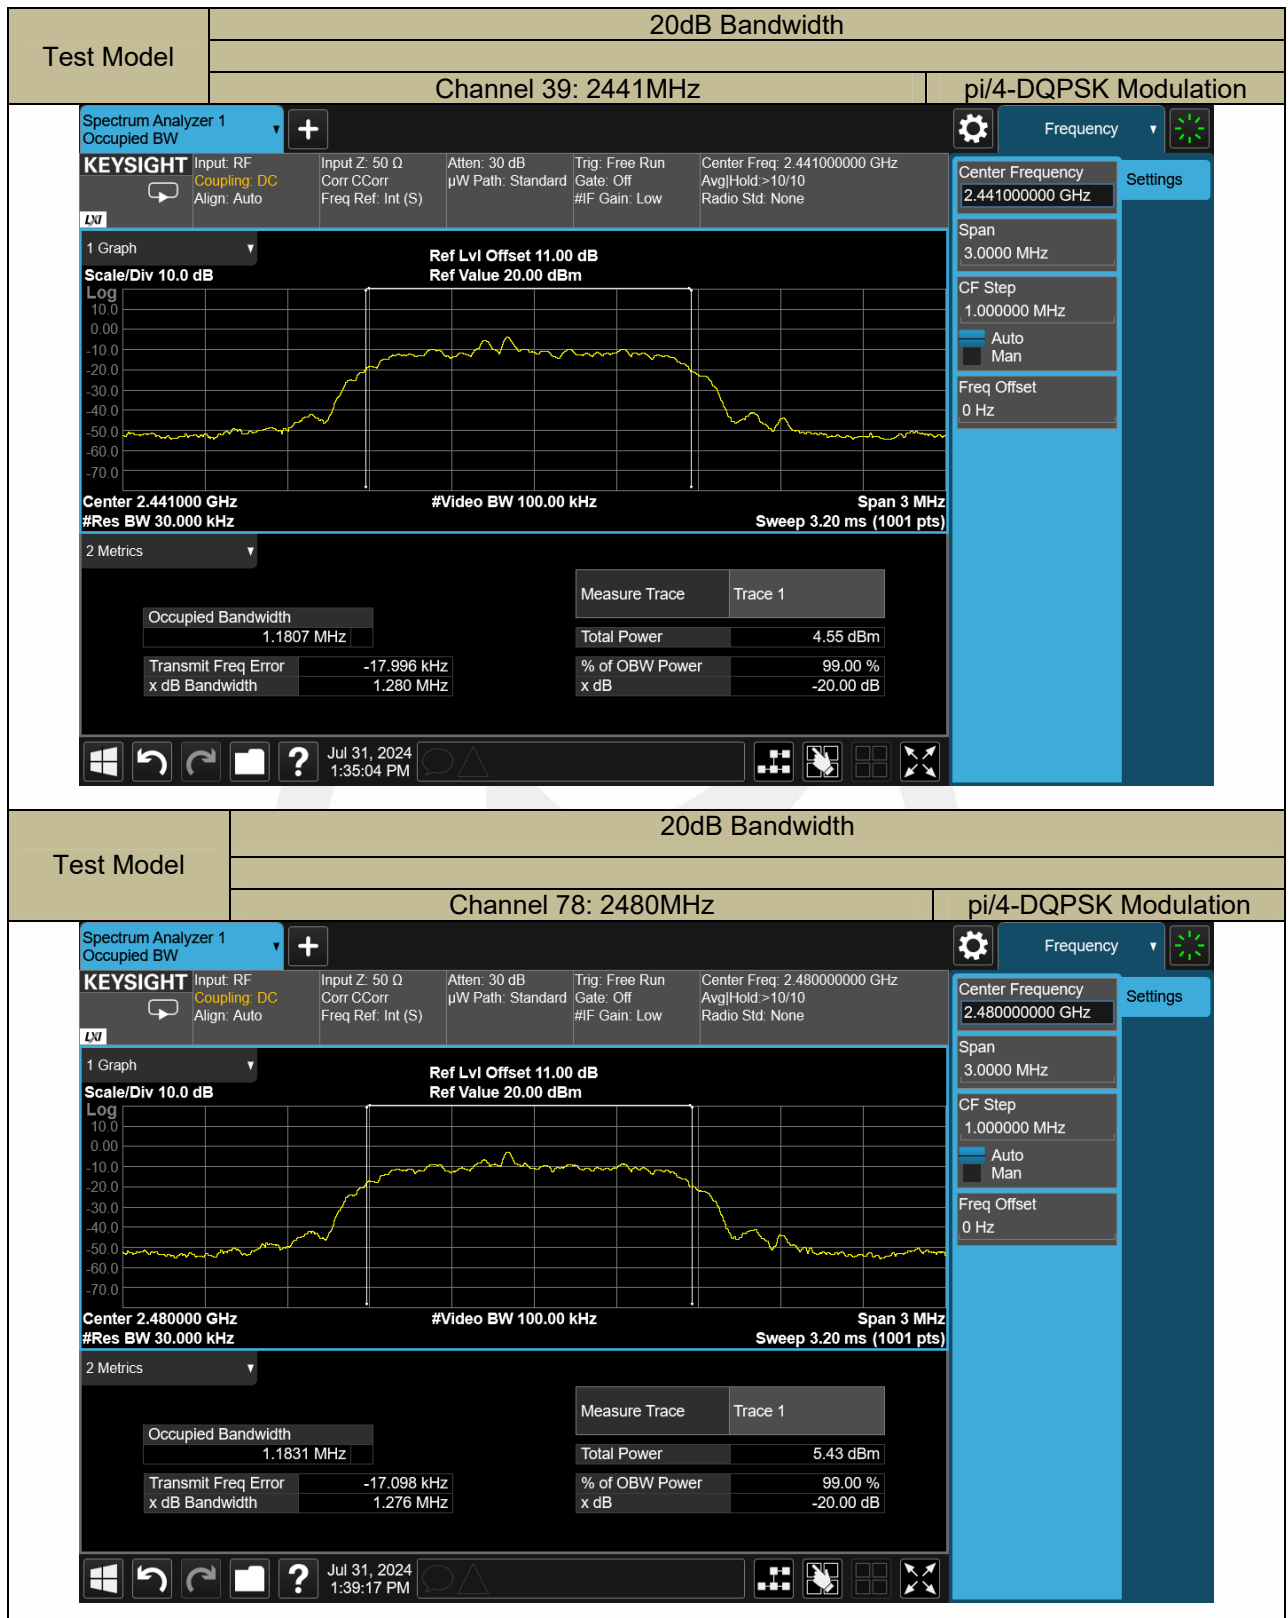 Test Model
20dB Bandwidth
Channel 39: 2441MHz
pi/4-DQPSK Modulation
Spectrum Analyzer 1
Occupied BW
Frequency
KEYSIGHT
LXI
Input: RF
Coupling: DC
Align: Auto
Input Z: 50 Ω
Corr CCorr
Freq Ref: Int (S)
Atten: 30 dB
µW Path: Standard
Trig: Free Run
Gate: Off
#IF Gain: Low
Center Freq: 2.441000000 GHz
Avg|Hold:>10/10
Radio Std: None
Center Frequency
2.441000000 GHz
Settings
Span
3.0000 MHz
CF Step
1.000000 MHz
Auto
Man
Freq Offset
0 Hz
1 Graph
Scale/Div 10.0 dB
Ref Lvl Offset 11.00 dB
Ref Value 20.00 dBm
Log
10.0
0.00
-10.0
-20.0
-30.0
-40.0
-50.0
-60.0
-70.0
Center 2.441000 GHz
#Res BW 30.000 kHz
#Video BW 100.00 kHz
Span 3 MHz
Sweep 3.20 ms (1001 pts)
2 Metrics
Measure Trace
Trace 1
Occupied Bandwidth
1.1807 MHz
Total Power
4.55 dBm
Transmit Freq Error
-17.996 kHz
% of OBW Power
99.00 %
x dB Bandwidth
1.280 MHz
x dB
-20.00 dB
?
Jul 31, 2024
1:35:04 PM
Test Model
20dB Bandwidth
Channel 78: 2480MHz
pi/4-DQPSK Modulation
Spectrum Analyzer 1
Occupied BW
Frequency
KEYSIGHT
LXI
Input: RF
Coupling: DC
Align: Auto
Input Z: 50 Ω
Corr CCorr
Freq Ref: Int (S)
Atten: 30 dB
µW Path: Standard
Trig: Free Run
Gate: Off
#IF Gain: Low
Center Freq: 2.480000000 GHz
Avg|Hold:>10/10
Radio Std: None
Center Frequency
2.480000000 GHz
Settings
Span
3.0000 MHz
CF Step
1.000000 MHz
Auto
Man
Freq Offset
0 Hz
1 Graph
Scale/Div 10.0 dB
Ref Lvl Offset 11.00 dB
Ref Value 20.00 dBm
Log
10.0
0.00
-10.0
-20.0
-30.0
-40.0
-50.0
-60.0
-70.0
Center 2.480000 GHz
#Res BW 30.000 kHz
#Video BW 100.00 kHz
Span 3 MHz
Sweep 3.20 ms (1001 pts)
2 Metrics
Measure Trace
Trace 1
Occupied Bandwidth
1.1831 MHz
Total Power
5.43 dBm
Transmit Freq Error
-17.098 kHz
% of OBW Power
99.00 %
x dB Bandwidth
1.276 MHz
x dB
-20.00 dB
?
Jul 31, 2024
1:39:17 PM